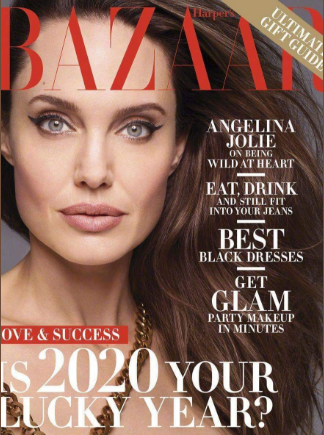 Harper's
BAZAAR
ULTIMATE
GIFT GUIDE
ANGELINA
JOLIE
ON BEING
WILD AT HEART
EAT, DRINK
AND STILL FIT
INTO YOUR JEANS
BEST
BLACK DRESSES
GET
GLAM
PARTY MAKEUP
IN MINUTES
OVE & SUCCESS
IS 2020 YOUR
LUCKY YEAR?